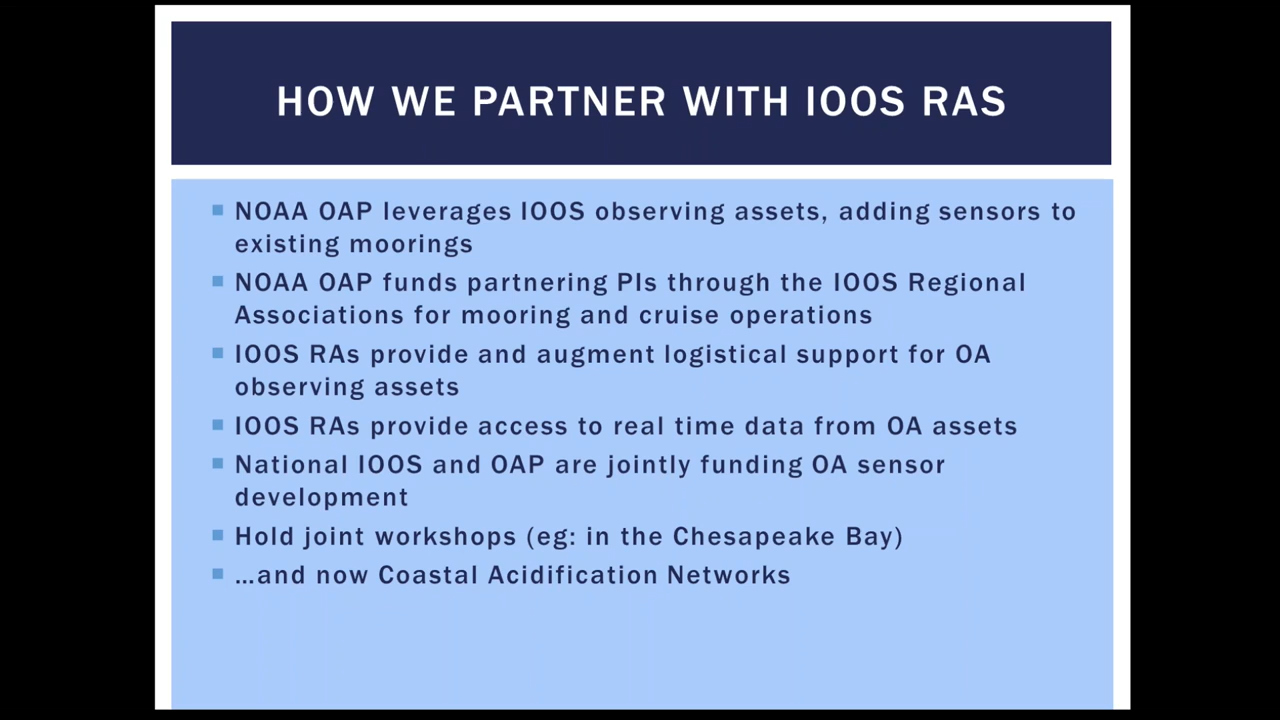 HOW WE PARTNER WITH IOOS RAS
NOAA OAP leverages IOOS observing assets, adding sensors to
existing moorings
NOAA OAP funds partnering PIs through the IOOS Regional
Associations for mooring and cruise operations
IOOS RAs provide and augment logistical support for OA
observing assets
IOOS RAs provide access to real time data from OA assets
National IOOS and OAP are jointly funding OA sensor
development
Hold joint workshops (eg: in the Chesapeake Bay)
…and now Coastal Acidification Networks